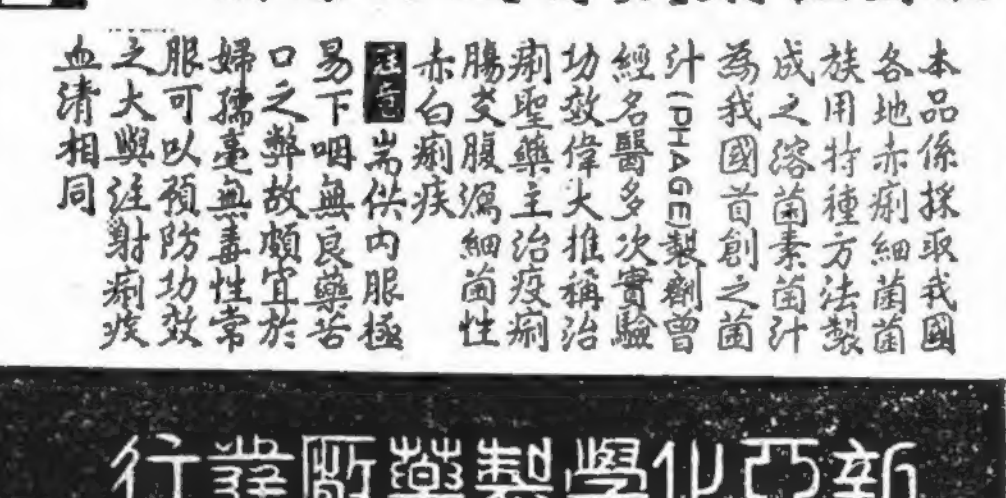 本品係採取我國
各地赤痢細菌菌
族用特種方法製
成之溶菌素菌汁
為我國首創之菌
汁(PHAGE)製劑曾
經名醫多次實驗
功效偉大推稱治
痢聖藥主治疫痢
腸炎腹瀉細菌性
赤白痢疾
注意 耑供內服極
易下咽無良藥苦
口之弊故頗宜於
婦孺毫無毒性常
服可以預防功效
之大與注射痢疾
血清相同
新亞化學製藥厰業行